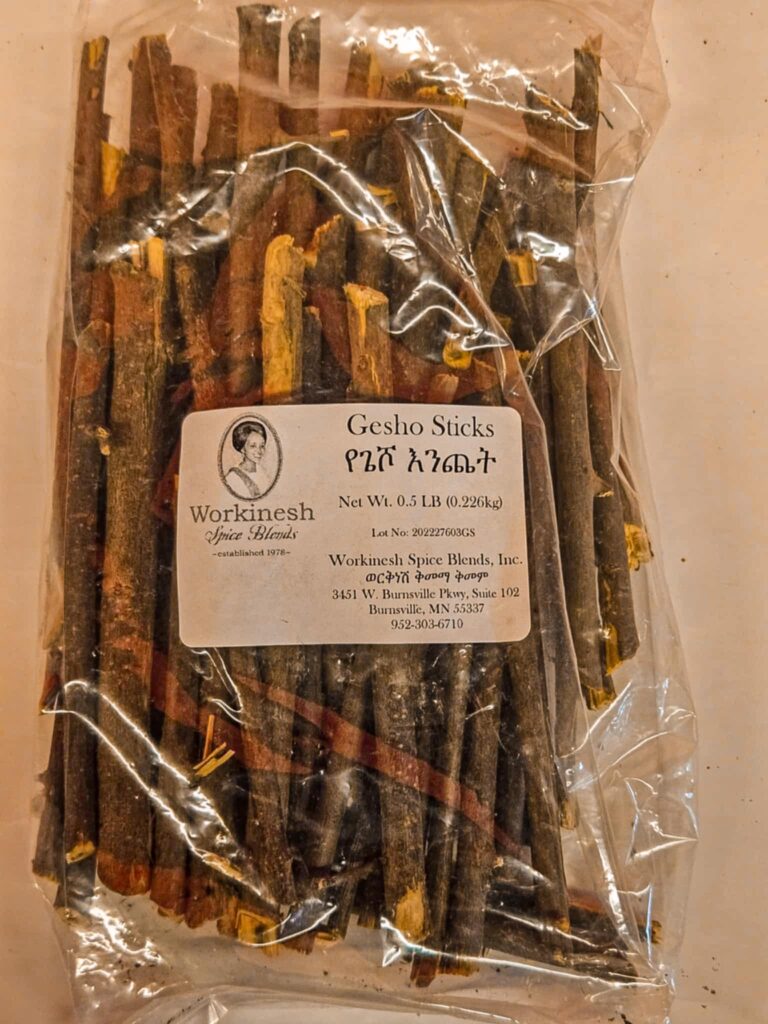 Gesho Sticks
የጌሾ እንጨት
Net Wt. 0.5 LB (0.226kg)
Lot No: 202227603GS
Workinesh
Spice Blends
~established 1978~
Workinesh Spice Blends, Inc.
ወርቅነሽ ቅመማ ቅመም
3451 W. Burnsville Pkwy, Suite 102
Burnsville, MN 55337
952-303-6710